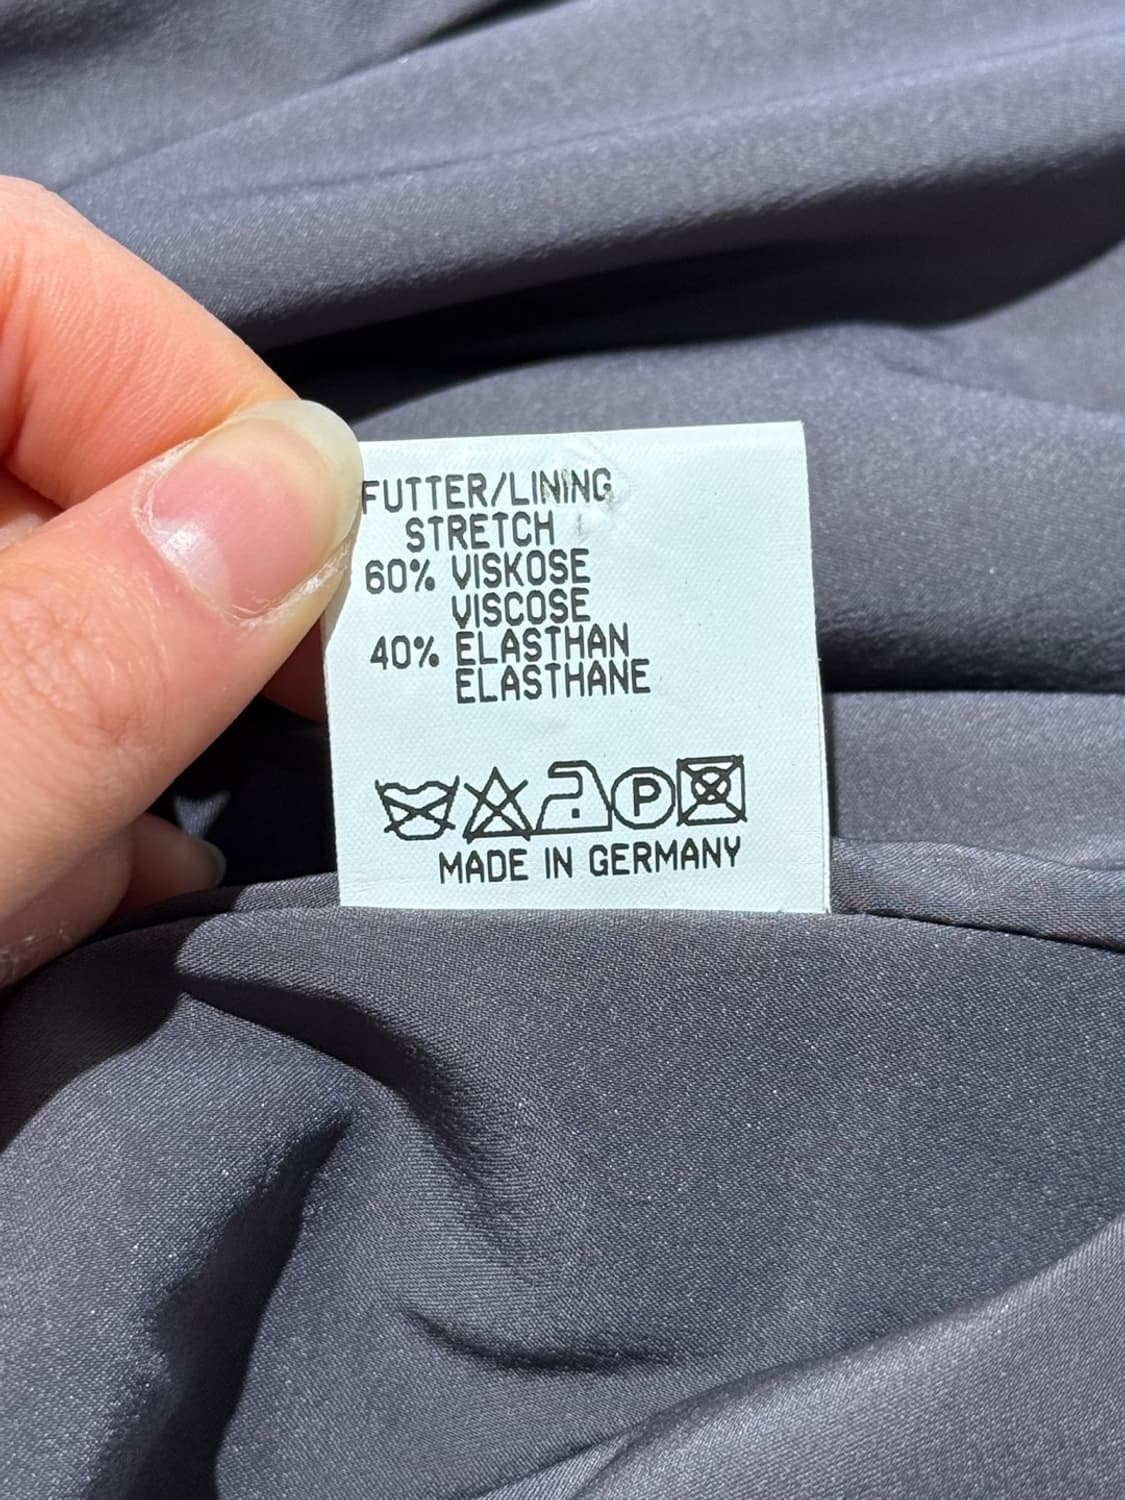 FUTTER/LINING
STRETCH
60% VISKOSE
VISCOSE
40% ELASTHAN
ELASTHANE
P
MADE IN GERMANY